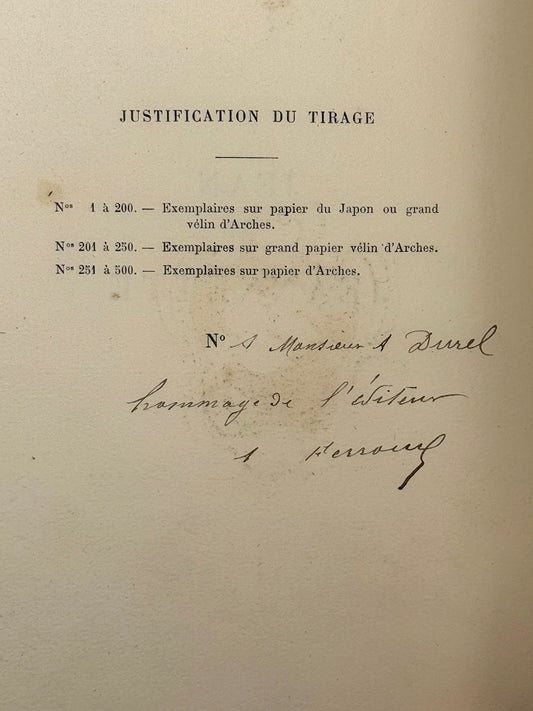 JUSTIFICATION DU TIRAGE
Nos 1 à 200. — Exemplaires sur papier du Japon ou grand
vélin d'Arches.
Nos 201 à 250. — Exemplaires sur grand papier vélin d'Arches.
Nos 251 à 500. — Exemplaires sur papier d'Arches.
No Monsieur A Durel
hommage de l'éditeur
A Ferroud